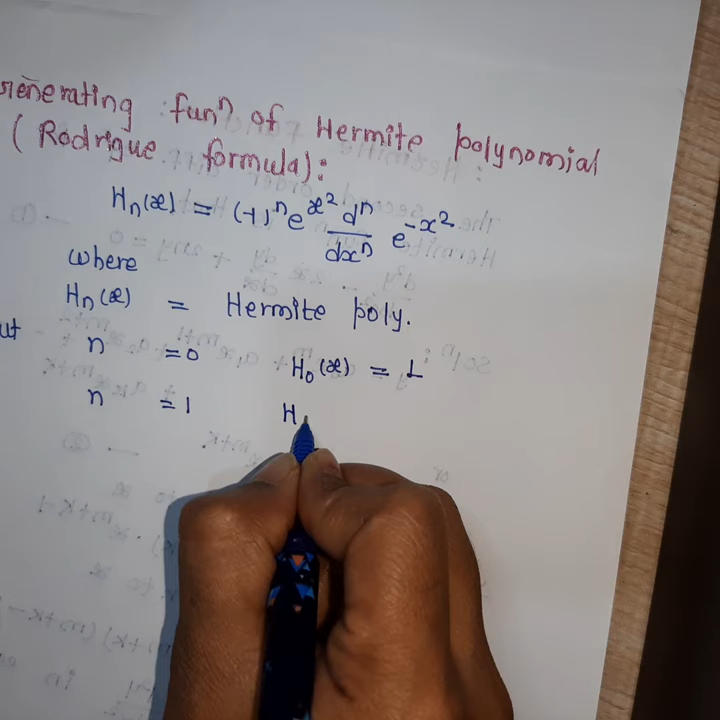 Generating funⁿ of Hermite polynomial
(Rodrigue formula):
Hₙ(x) = (-1)ⁿ e^x² dⁿ/dxⁿ e^-x²
where
Hₙ(x) = Hermite poly.
n = 0 H₀(x) = 1
n = 1 H